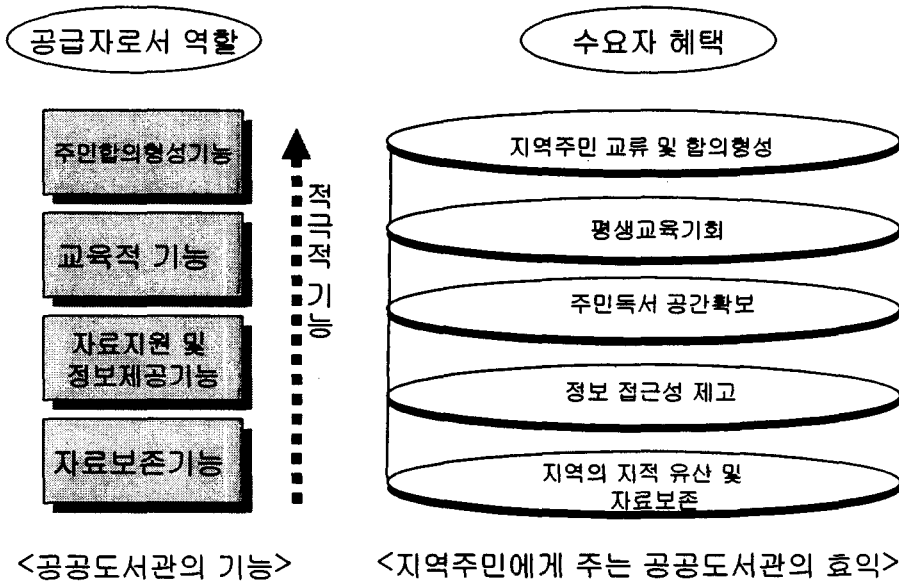 공급자로서 역할
수요자 혜택
주민합의형성기능
교육적 기능
자료지원 및
정보제공기능
자료보존기능
적극적 기능
지역주민 교류 및 합의형성
평생교육기회
주민독서 공간확보
정보 접근성 제고
지역의 지적 유산 및
자료보존
<공공도서관의 기능>
<지역주민에게 주는 공공도서관의 효익>